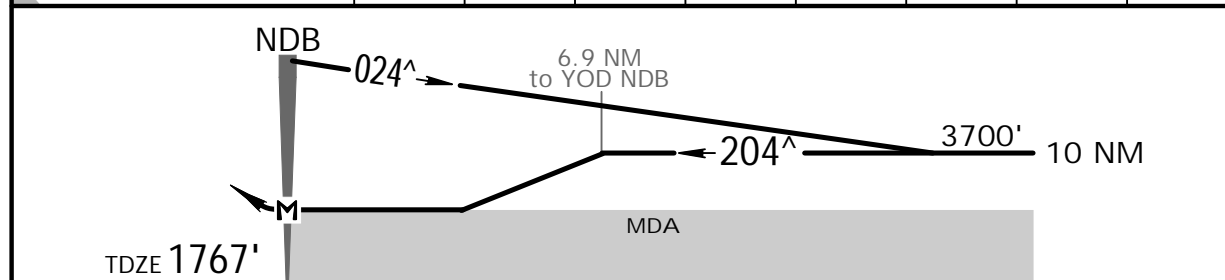 NDB
024^
6.9 NM
to YOD NDB
204^
3700'
10 NM
M
MDA
TDZE 1767'